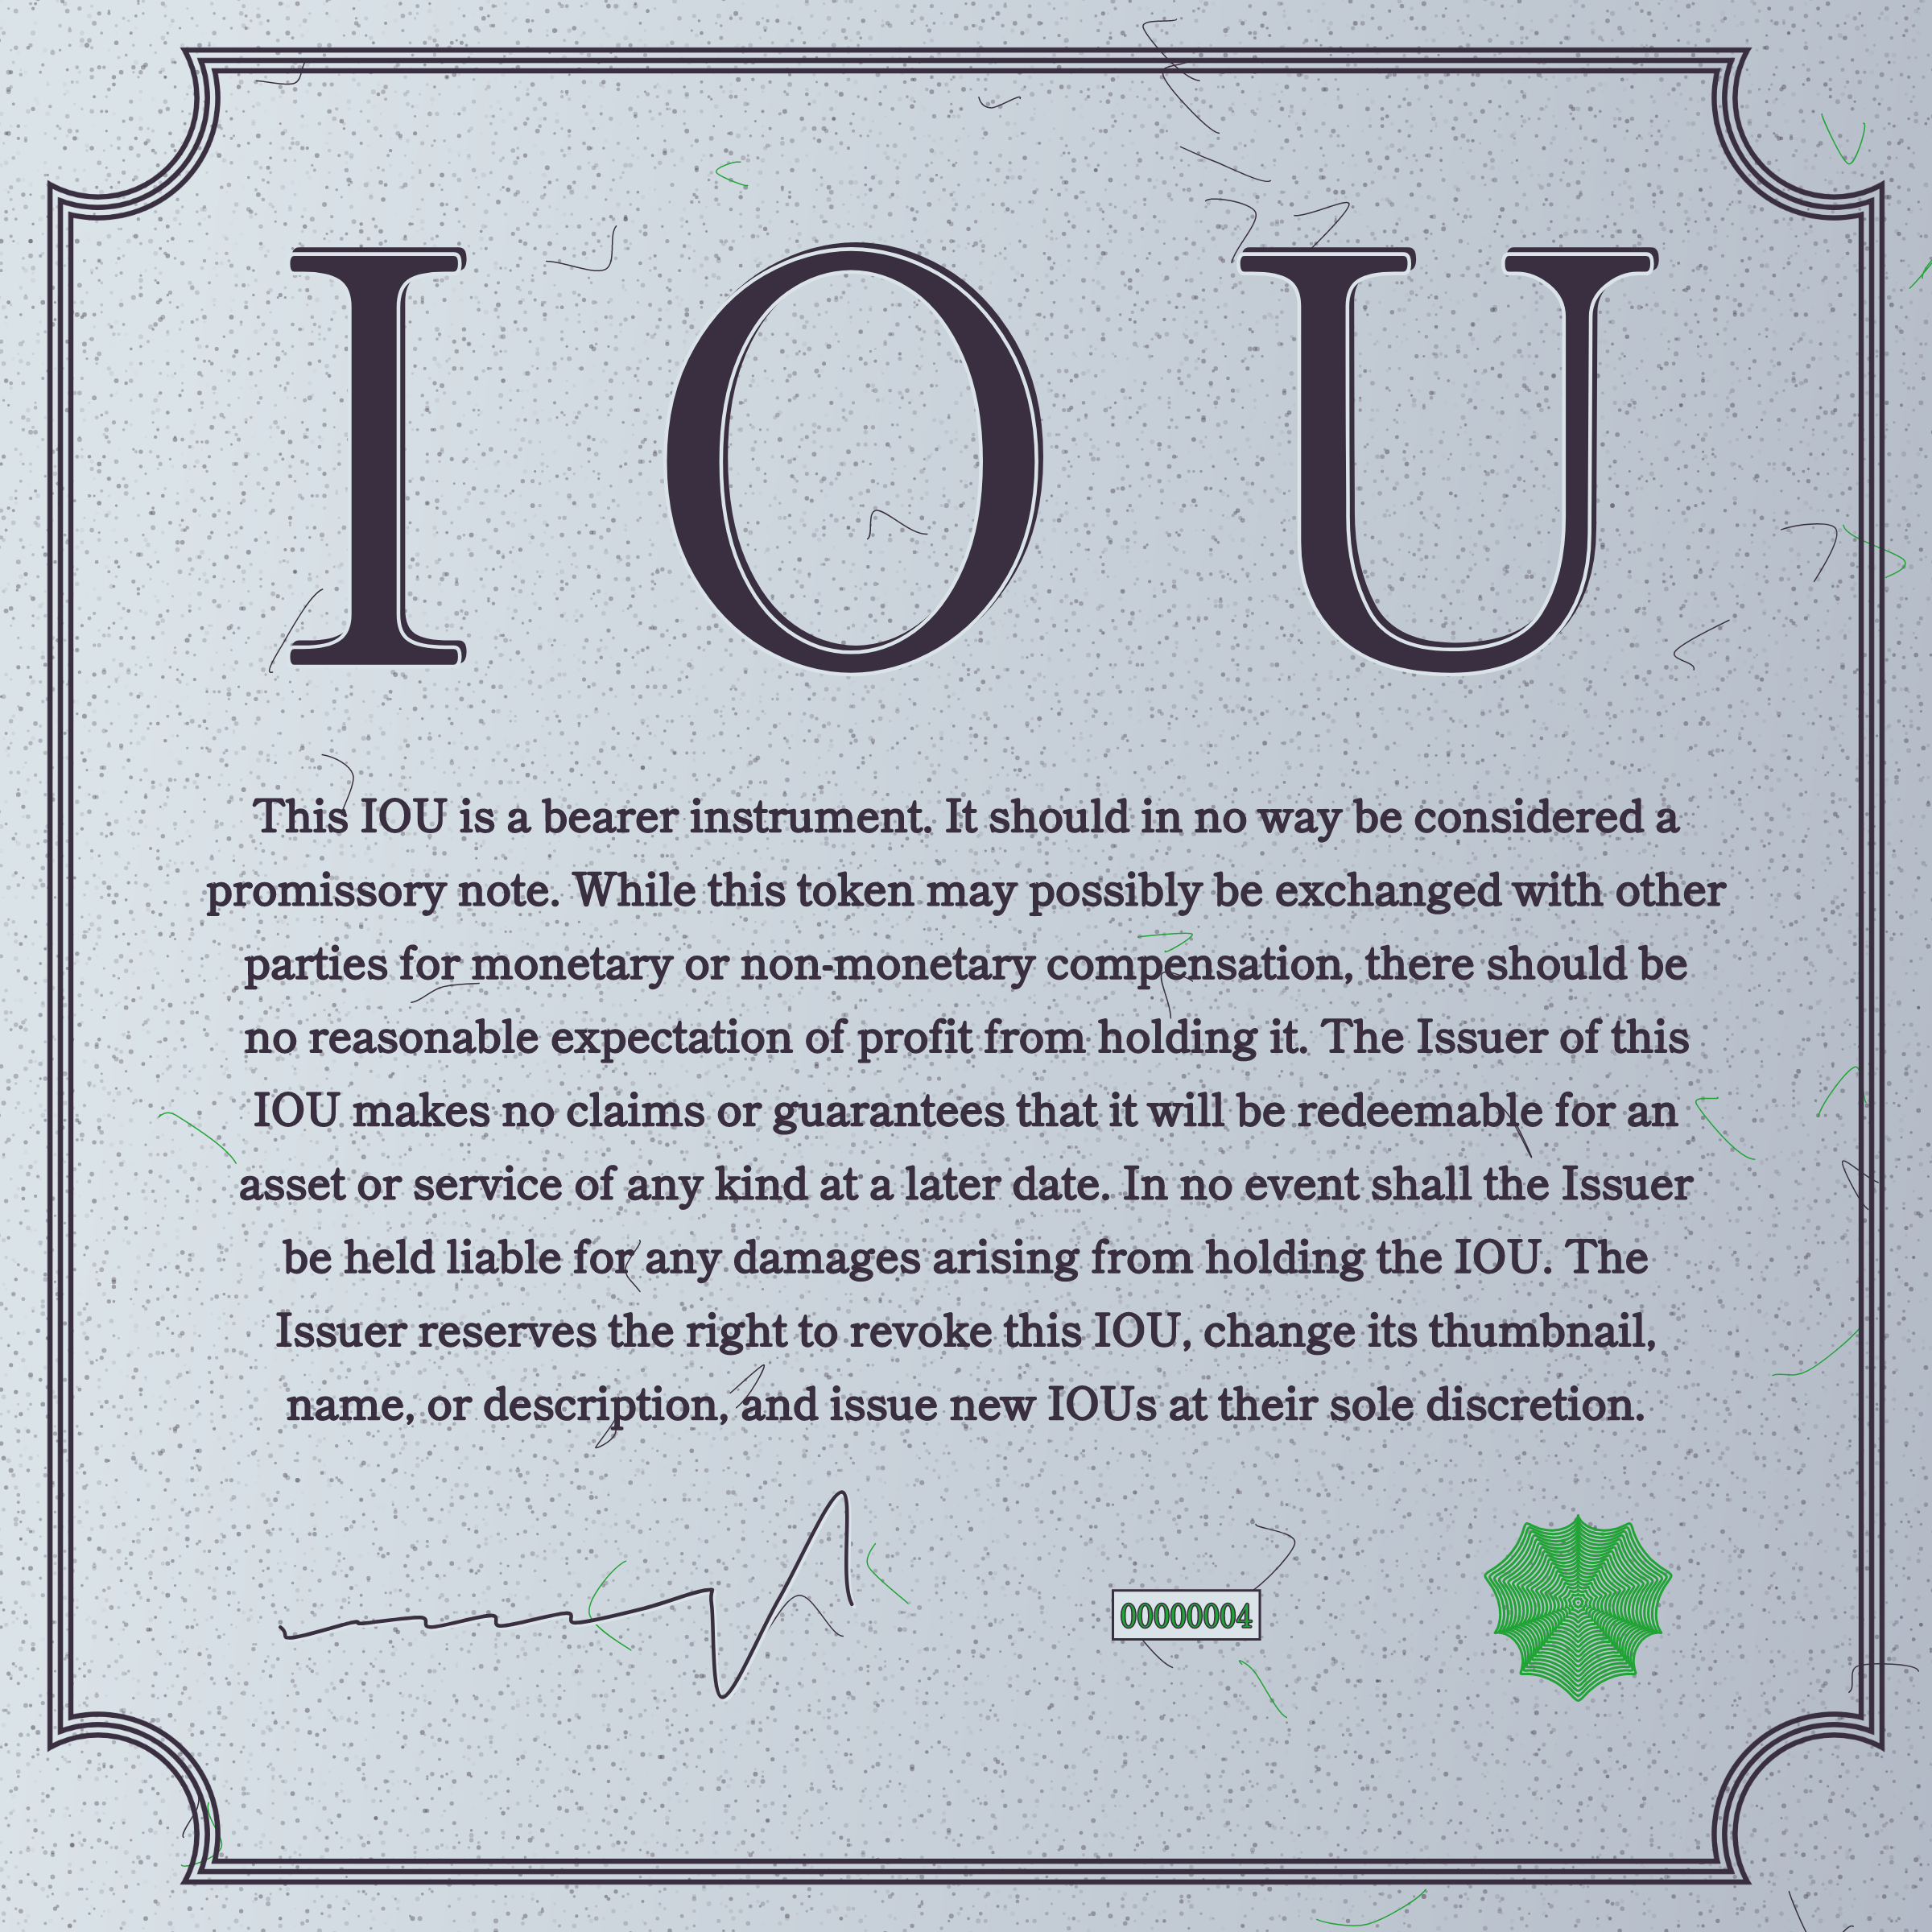 I O U
This IOU is a bearer instrument. It should in no way be considered a
promissory note. While this token may possibly be exchanged with other
parties for monetary or non-monetary compensation, there should be
no reasonable expectation of profit from holding it. The Issuer of this
IOU makes no claims or guarantees that it will be redeemable for an
asset or service of any kind at a later date. In no event shall the Issuer
be held liable for any damages arising from holding the IOU. The
Issuer reserves the right to revoke this IOU, change its thumbnail,
name, or description, and issue new IOUs at their sole discretion.
00000004